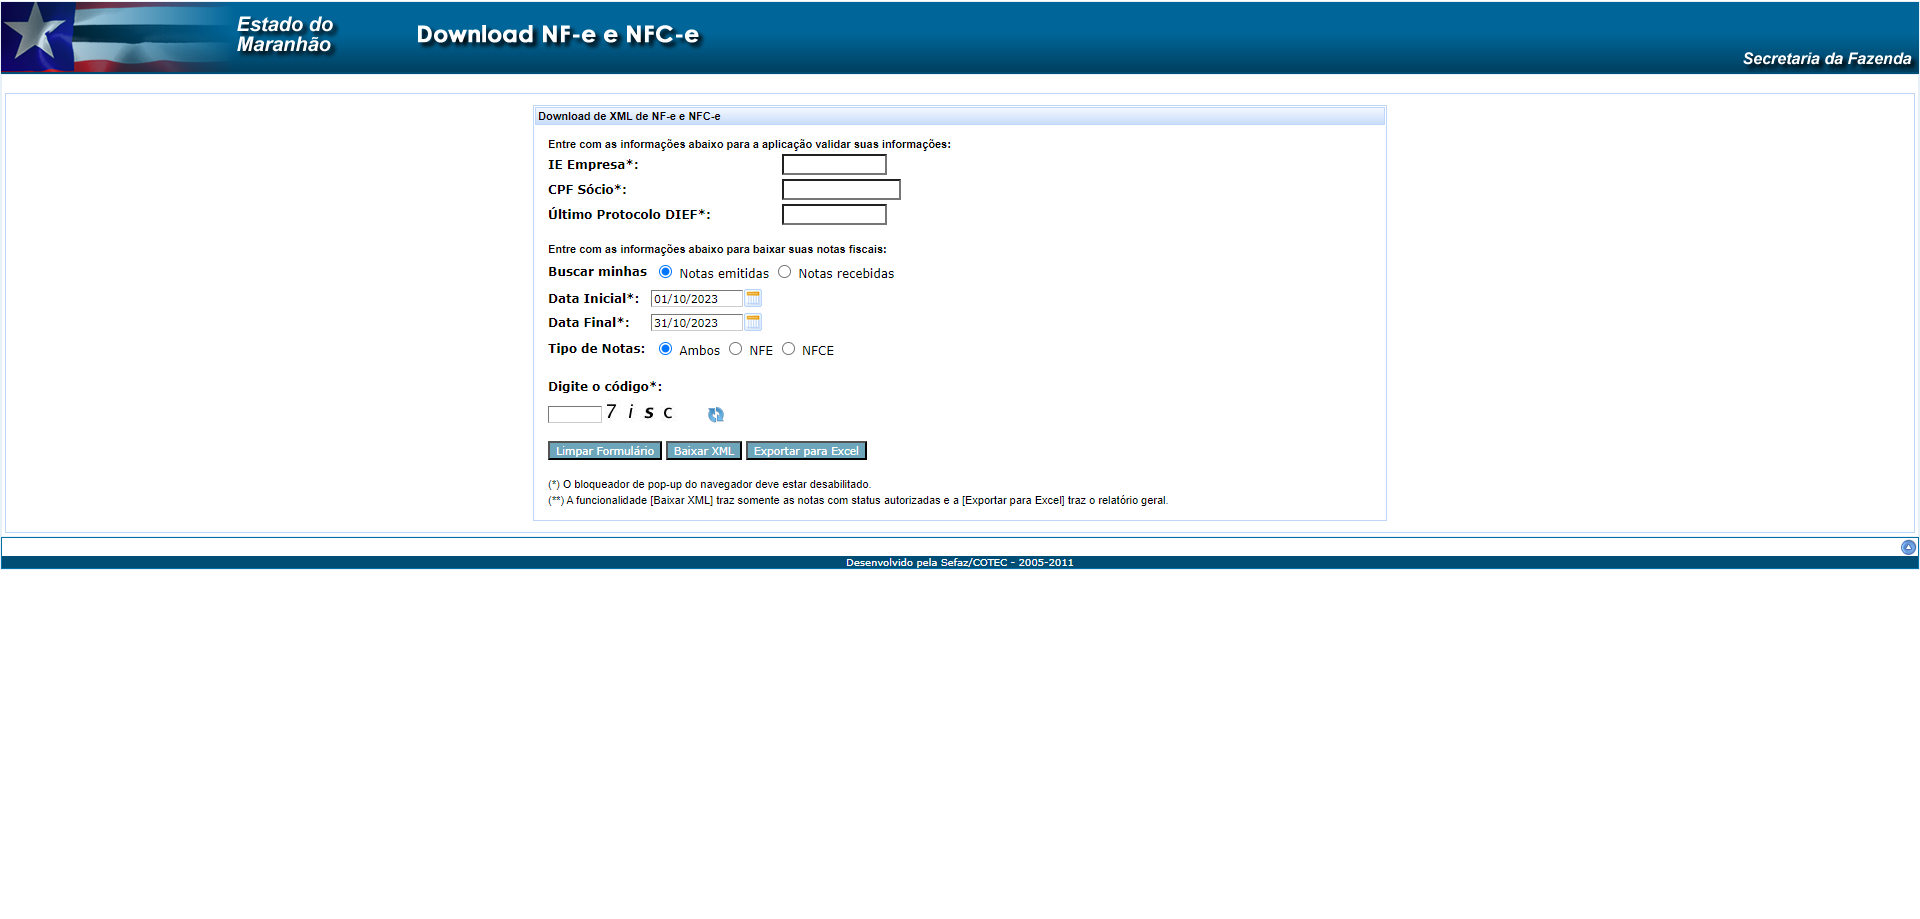 Estado do
Maranhão
Download NF-e e NFC-e
Secretaria da Fazenda
Download de XML de NF-e e NFC-e
Entre com as informações abaixo para a aplicação validar suas informações:
IE Empresa*:
CPF Sócio*:
Último Protocolo DIEF*:
Entre com as informações abaixo para baixar suas notas fiscais:
Buscar minhas Notas emitidas Notas recebidas
Data Inicial*: 01/10/2023
Data Final*: 31/10/2023
Tipo de Notas: Ambos NFE NFCE
Digite o código*:
7 i s c
Limpar Formulário Baixar XML Exportar para Excel
(*) O bloqueador de pop-up do navegador deve estar desabilitado.
(**) A funcionalidade [Baixar XML] traz somente as notas com status autorizadas e a [Exportar para Excel] traz o relatório geral.
Desenvolvido pela Sefaz/COTEC - 2005-2011